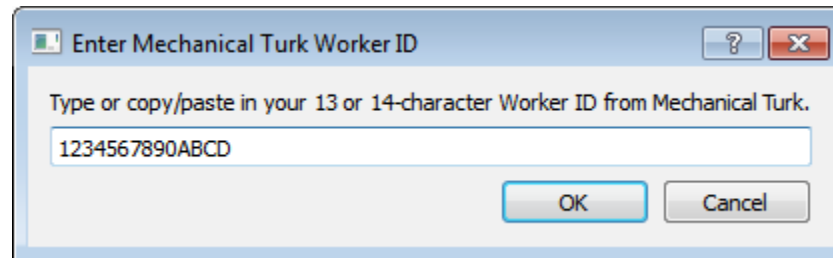 Enter Mechanical Turk Worker ID
?
Type or copy/paste in your 13 or 14-character Worker ID from Mechanical Turk.
1234567890ABCD
OK Cancel